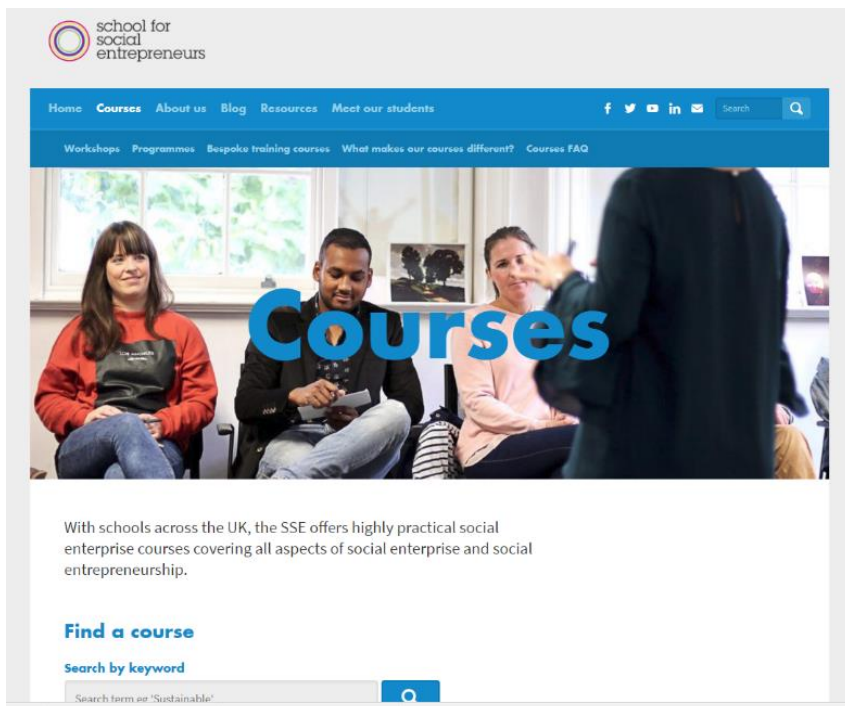 school for
social
entrepreneurs
Home Courses About us Blog Resources Meet our students
Search
Workshops Programmes Bespoke training courses What makes our courses different? Courses FAQ
Courses
With schools across the UK, the SSE offers highly practical social
enterprise courses covering all aspects of social enterprise and social
entrepreneurship.
Find a course
Search by keyword
Search term eg 'Sustainable'